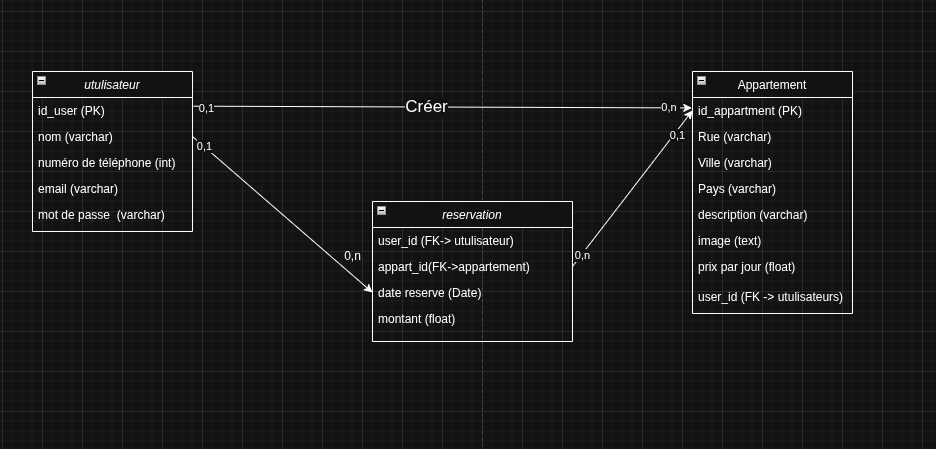 utulisateur
id_user (PK)
nom (varchar)
numéro de téléphone (int)
email (varchar)
mot de passe (varchar)
0,1
Créer
0,n
0,1
0,n
reservation
user_id (FK-> utulisateur)
appart_id(FK->appartement)
date reserve (Date)
montant (float)
0,n
0,1
Appartement
id_appartment (PK)
Rue (varchar)
Ville (varchar)
Pays (varchar)
description (varchar)
image (text)
prix par jour (float)
user_id (FK -> utulisateurs)